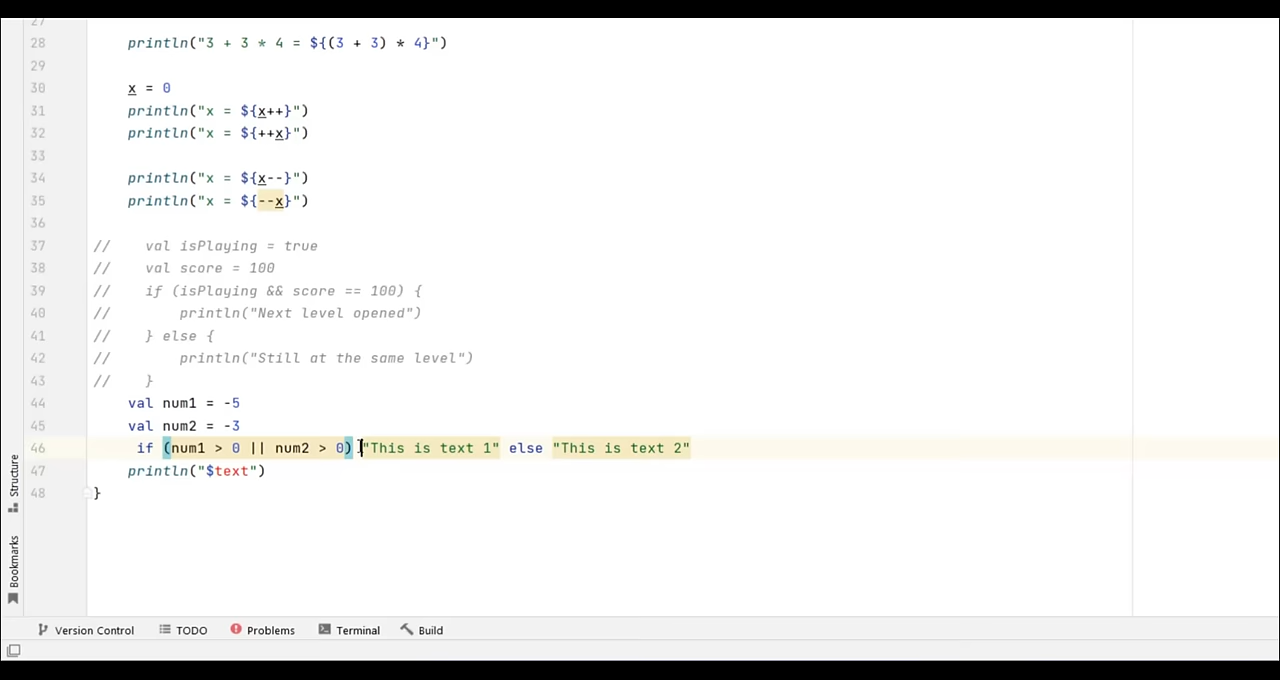 27
28 println("3 + 3 * 4 = ${(3 + 3) * 4}")
29
30 x = 0
31 println("x = ${x++}")
32 println("x = ${++x}")
33
34 println("x = ${x--}")
35 println("x = ${--x}")
36
37 // val isPlaying = true
38 // val score = 100
39 // if (isPlaying && score == 100) {
40 // println("Next level opened")
41 // } else {
42 // println("Still at the same level")
43 // }
44 val num1 = -5
45 val num2 = -3
46 if (num1 > 0 || num2 > 0) "This is text 1" else "This is text 2"
47 println("$text")
48 }
Structure
Bookmarks
Version Control TODO Problems Terminal Build